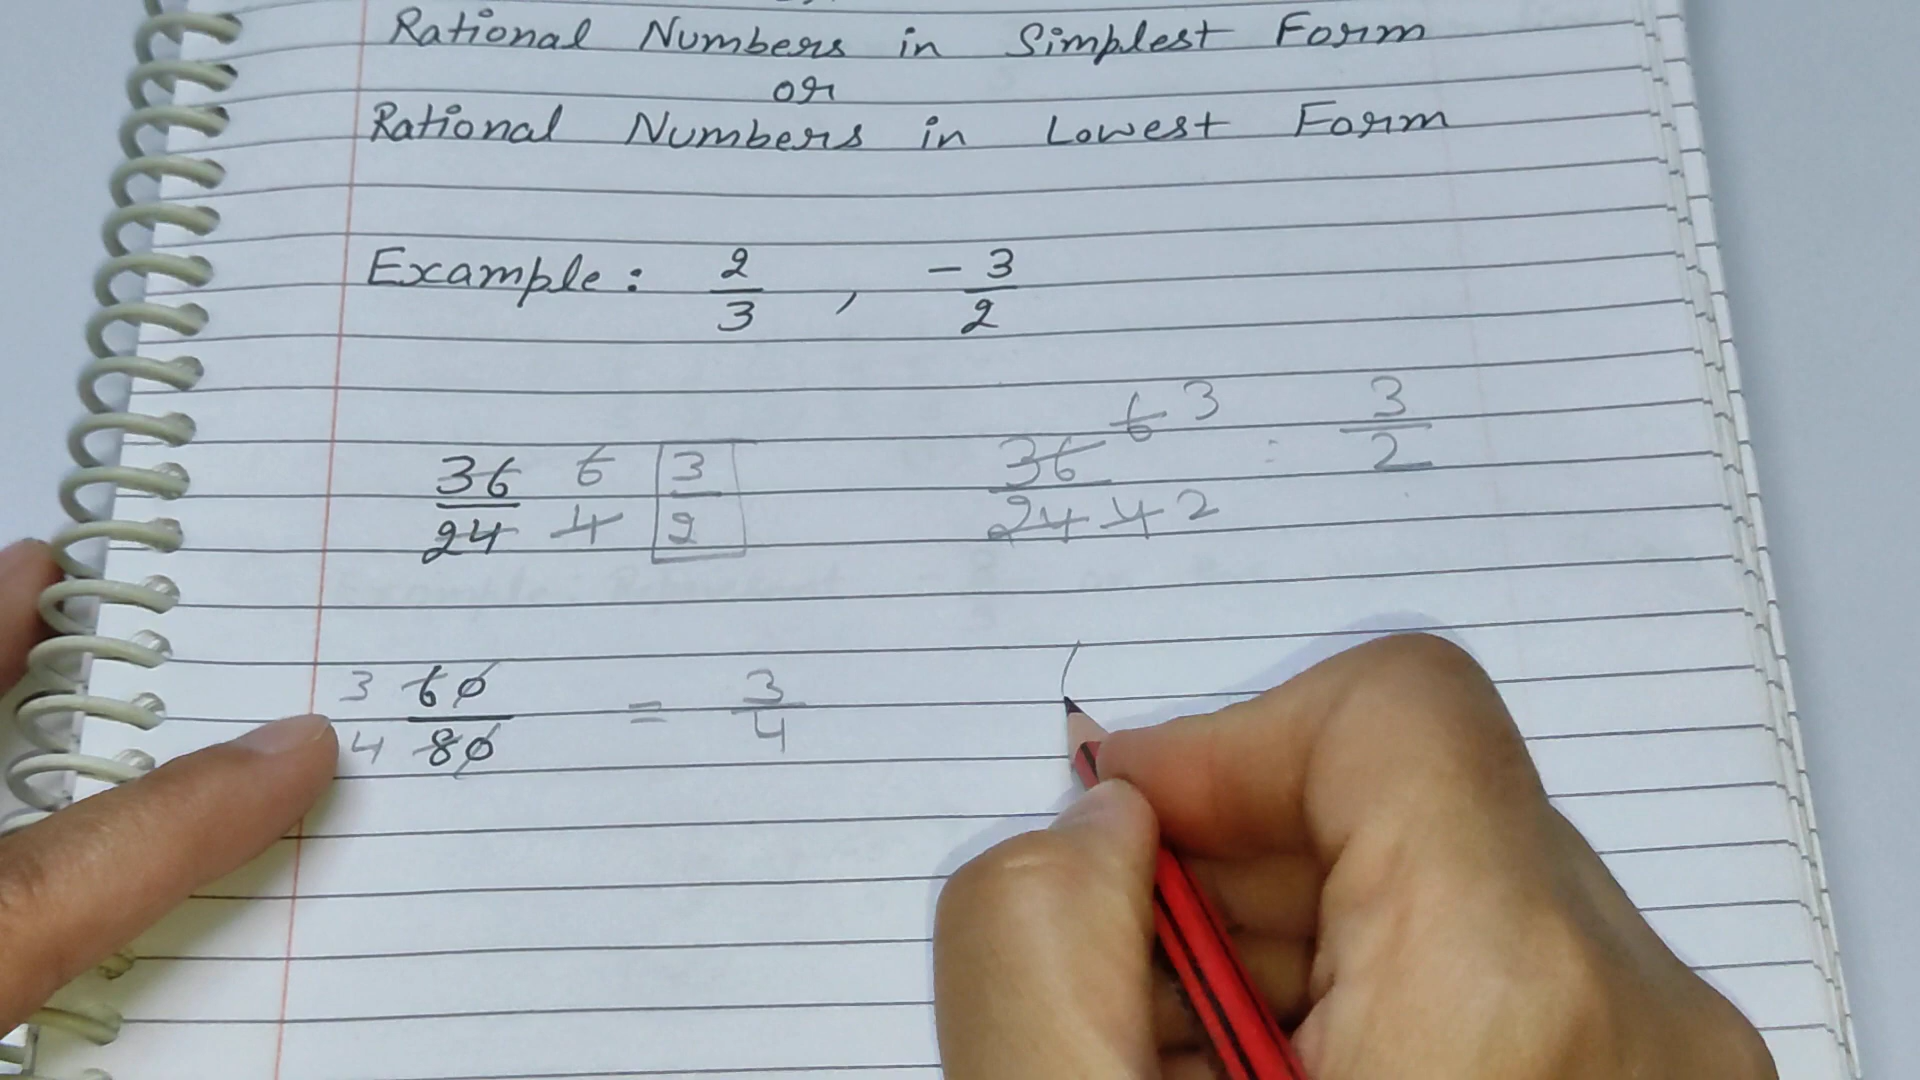 Rational Numbers in Simplest Form
or
Rational Numbers in Lowest Form
Example: 2/3 , -3/2
36/24 6/4 3/2
36/24 6/4 3/2 = 3/2
3 60
4 80
= 3/4